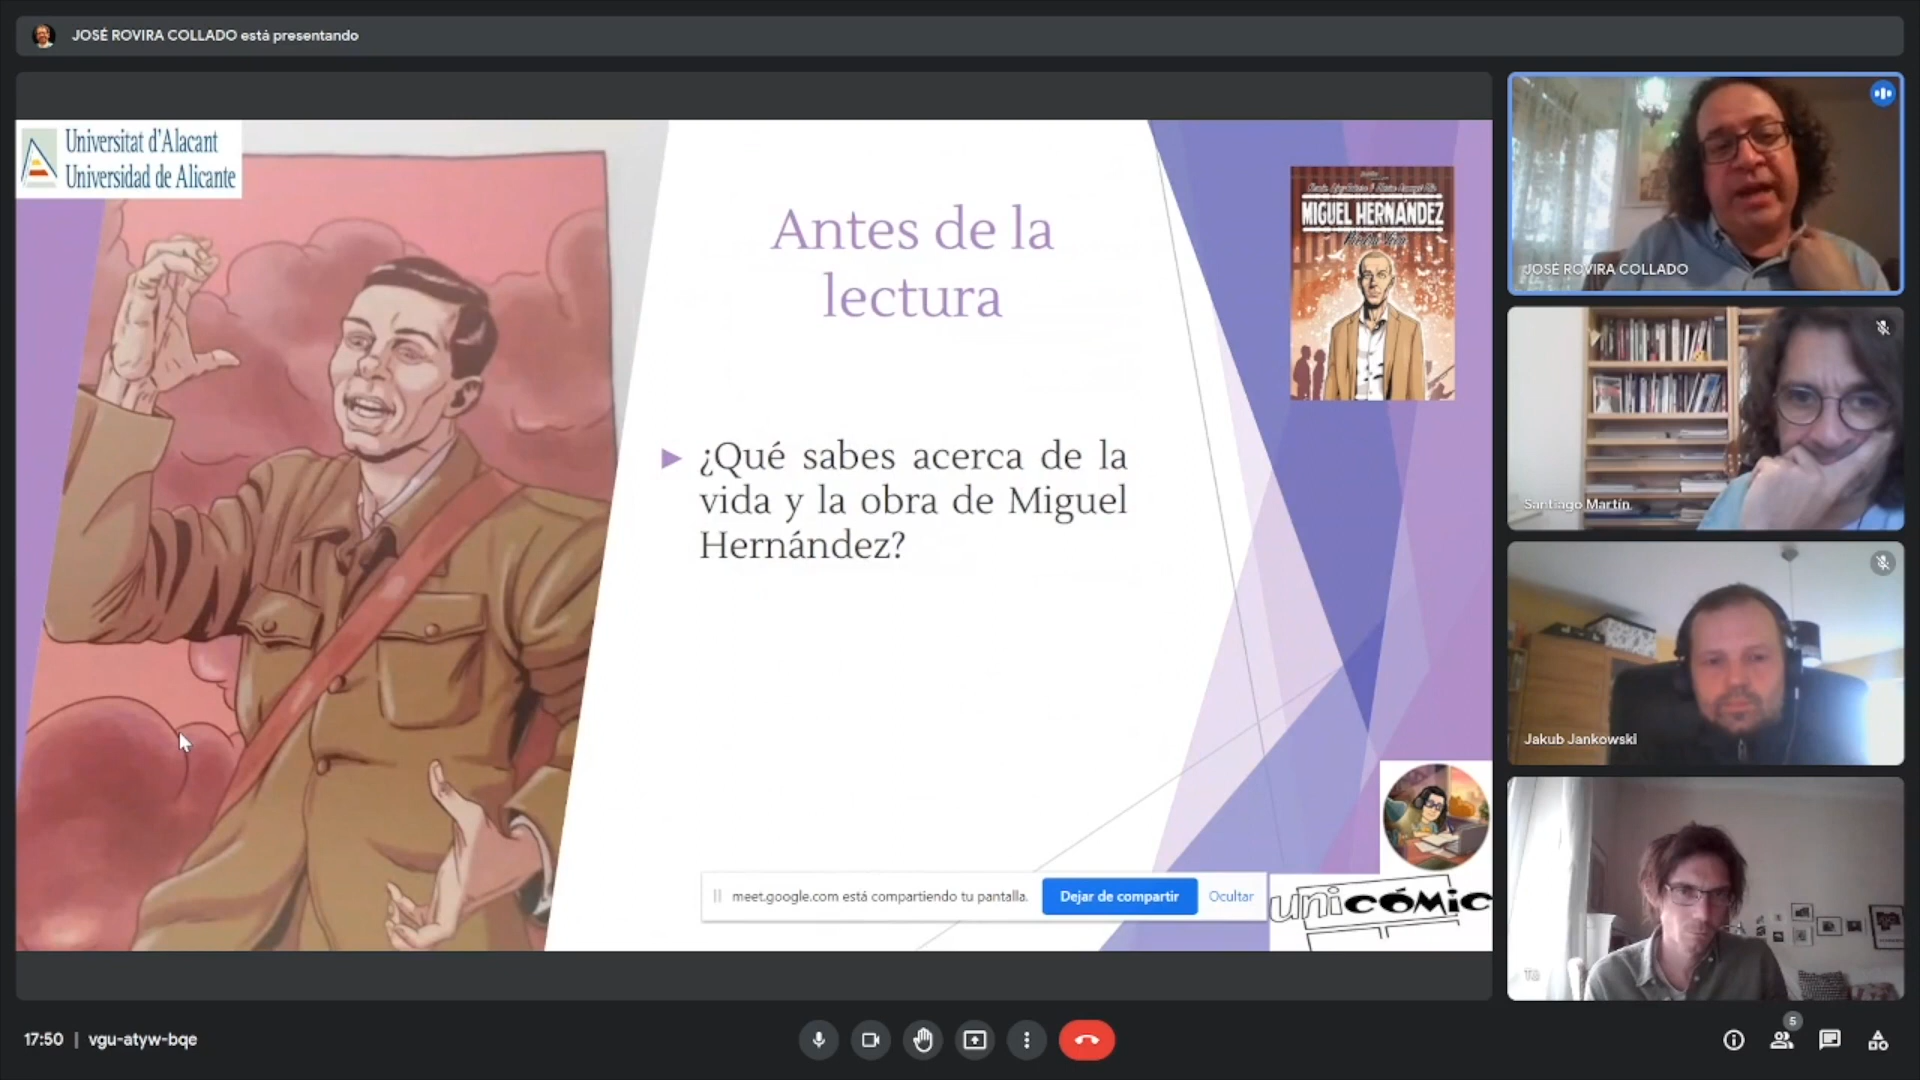 JOSÉ ROVIRA COLLADO está presentando
Universitat d'Alacant
Universidad de Alicante
Antes de la
lectura
¿Qué sabes acerca de la
vida y la obra de Miguel
Hernández?
MIGUEL HERNÁNDEZ
meet.google.com está compartiendo tu pantalla.
Dejar de compartir
Ocultar
unicómic
JOSÉ ROVIRA COLLADO
Santiago Martín
Jakub Jankowski
Tú
17:50 | vgu-atyw-bqe
5